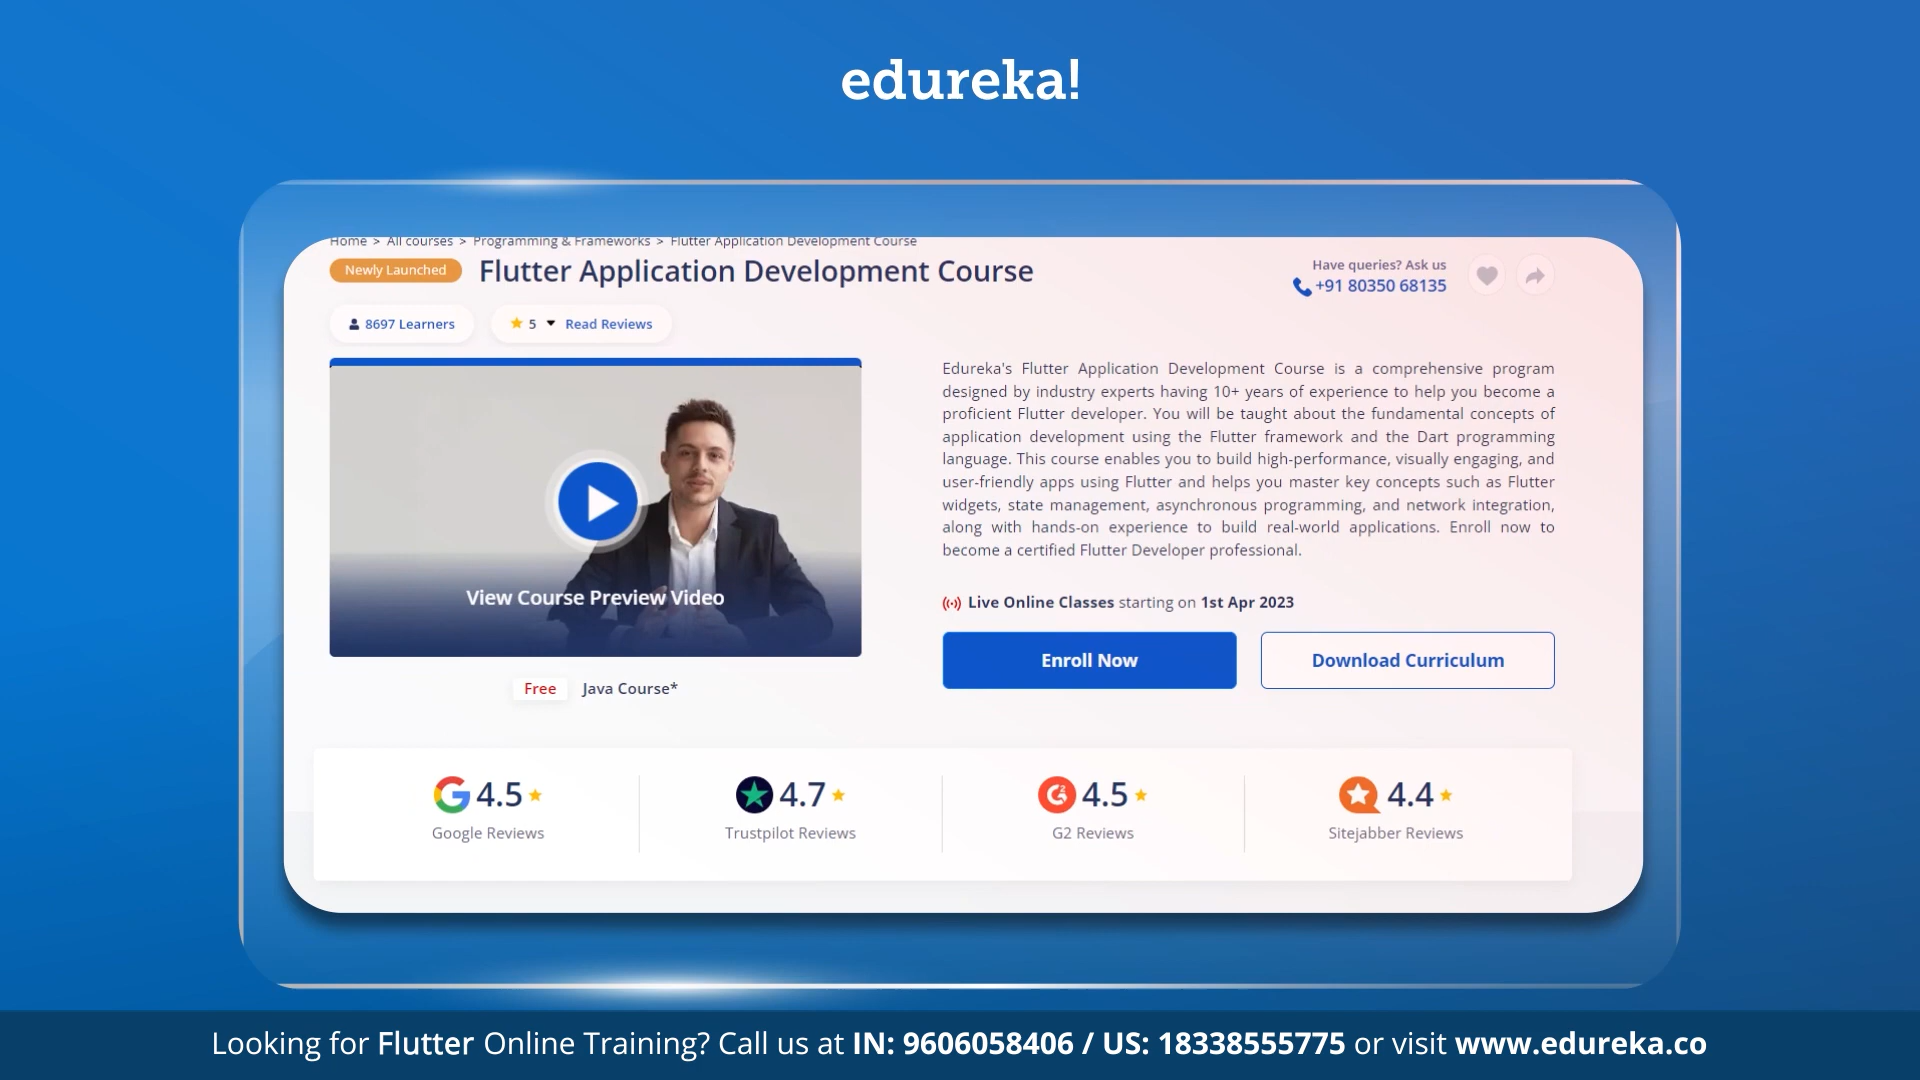 edureka!
Home > All courses > Programming & Frameworks > Flutter Application Development Course
Newly Launched
Flutter Application Development Course
Have queries? Ask us
+91 80350 68135
8697 Learners
5
Read Reviews
Edureka's Flutter Application Development Course is a comprehensive program
designed by industry experts having 10+ years of experience to help you become a
proficient Flutter developer. You will be taught about the fundamental concepts of
application development using the Flutter framework and the Dart programming
language. This course enables you to build high-performance, visually engaging, and
user-friendly apps using Flutter and helps you master key concepts such as Flutter
widgets, state management, asynchronous programming, and network integration,
along with hands-on experience to build real-world applications. Enroll now to
become a certified Flutter Developer professional.
View Course Preview Video
Live Online Classes starting on 1st Apr 2023
Enroll Now
Download Curriculum
Free
Java Course*
4.5
Google Reviews
4.7
Trustpilot Reviews
4.5
G2 Reviews
4.4
Sitejabber Reviews
Looking for Flutter Online Training? Call us at IN: 9606058406 / US: 18338555775 or visit www.edureka.co